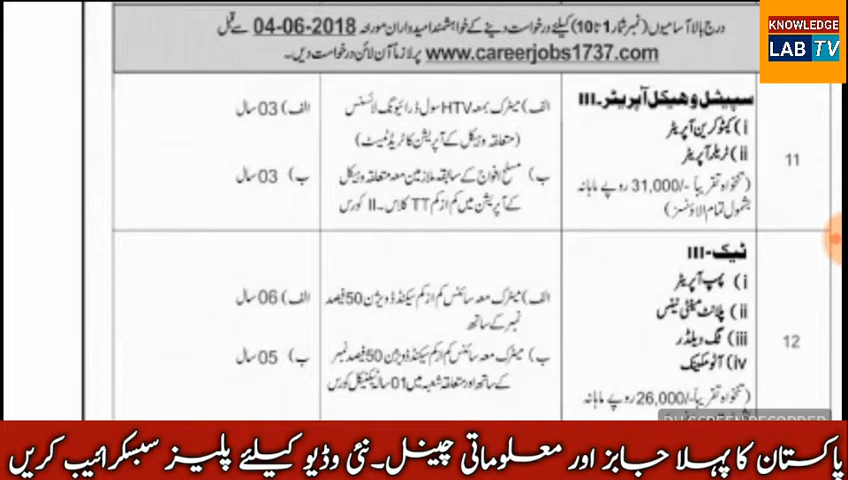 درج بالا آسامیوں (نمبر شمار 1 تا 10) کیلئے درخواست دینے کے خواہشمند امیدواران مورخہ 04-06-2018 سے قبل
www.careerjobs1737.com پر لازماً آن لائن درخواست دیں۔
KNOWLEDGE
LAB TV
11
سپیشل وہیکل آپریٹر۔III
i) کیٹو کرین آپریٹر
ii) ٹریلر آپریٹر
(تنخواہ تقریباً -/31,000 روپے ماہانہ
بشمول تمام الاؤنسز)
الف) میٹرک بمعہ HTV سول ڈرائیونگ لائسنس
(متعلقہ وہیکل کے آپریشن کا ٹریڈ ٹیسٹ)
ب) مسلح افواج کے سابقہ ملازمین معہ متعلقہ وہیکل
کے آپریشن میں کم از کم TT کلاس۔II کورس
الف) 03 سال
ب) 03 سال
12
ٹیک-III
i) پمپ آپریٹر
ii) پلانٹ مینٹی نینس
iii) گ ویلڈر
iv) آٹو مکینک
(تنخواہ تقریباً -/26,000 روپے ماہانہ
الف) میٹرک معہ سائنس کم از کم سیکنڈ ڈویژن 50 فیصد
نمبر کے ساتھ
ب) میٹرک معہ سائنس کم از کم سیکنڈ ڈویژن 50 فیصد نمبر
کے ساتھ اور متعلقہ شعبہ میں 01 سالہ ٹیکنیکل کورس
الف) 06 سال
ب) 05 سال
پاکستان کا پہلا جابز اور معلوماتی چینل۔ نئی وڈیو کیلئے پلیز سبسکرائیب کریں